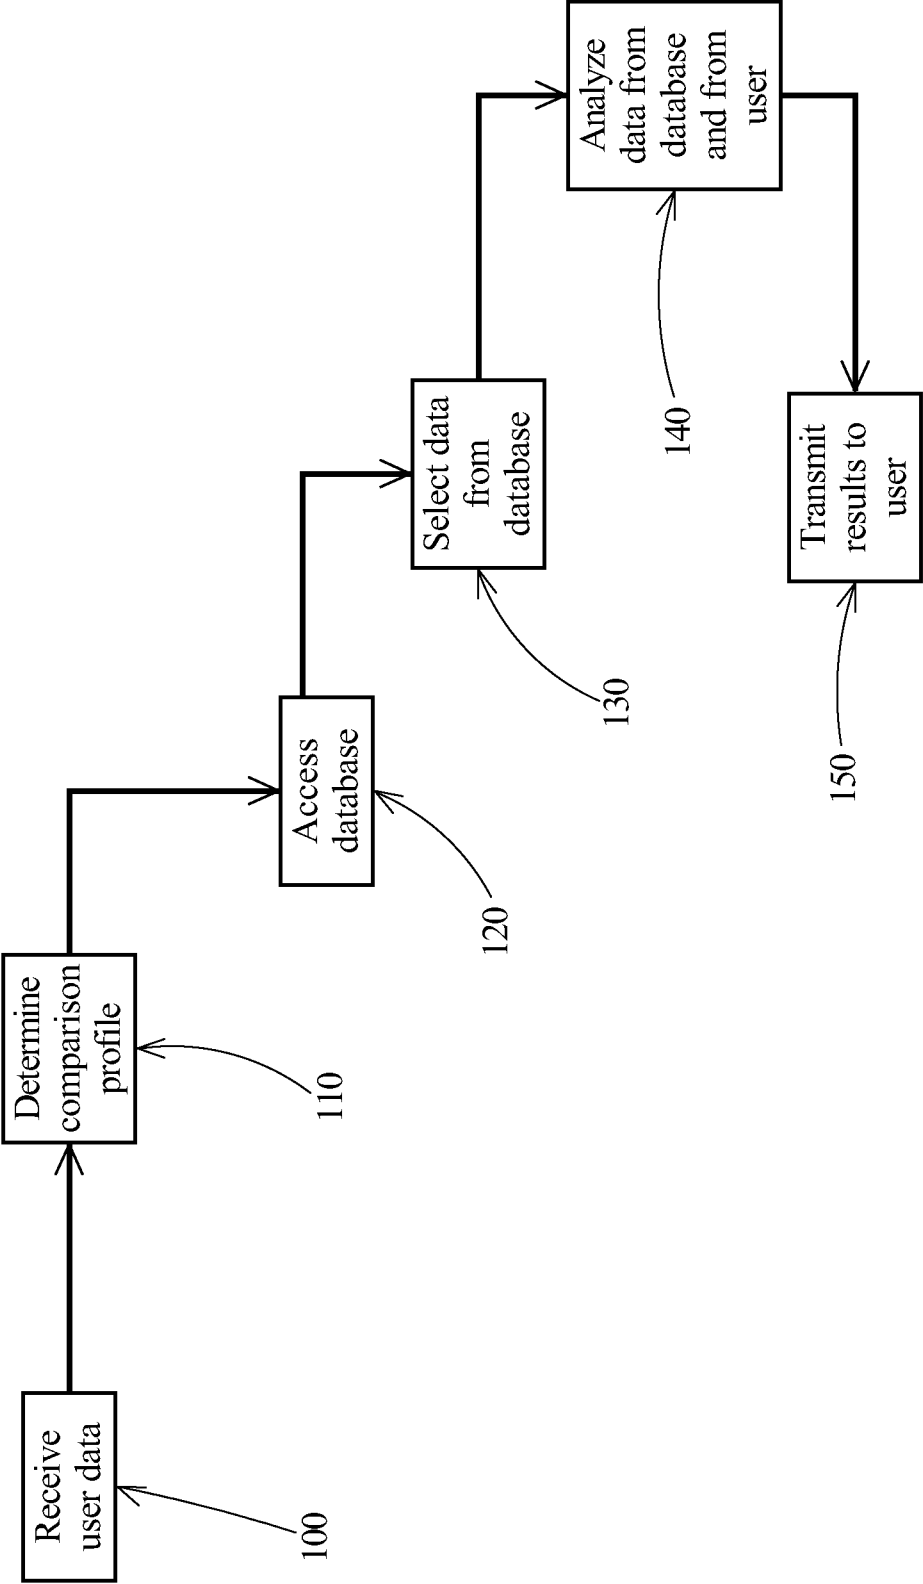 Receive
user data
100
Determine
comparison
profile
110
Access
database
120
Select data
from
database
130
Analyze
data from
database
and from
user
140
Transmit
results to
user
150